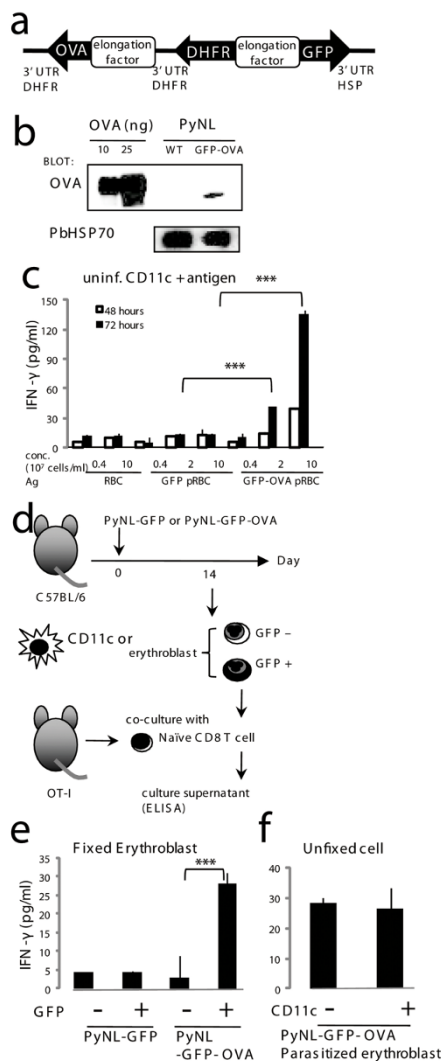 a
OVA elongation factor DHFR elongation factor GFP
3' UTR DHFR 3' UTR DHFR 3' UTR HSP
b
OVA (ng) PyNL
10 25 WT GFP-OVA
BLOT:
OVA
PbHSP70
c
uninf. CD11c + antigen
48 hours
72 hours
***
***
IFN -γ (pg/ml)
150
120
90
60
30
0
conc. (10⁷ cells/ml) 0.4 2 10 0.4 2 10 0.4 2 10
Ag RBC GFP pRBC GFP-OVA pRBC
d
PyNL-GFP or PyNL-GFP-OVA
Day
0 14
C57BL/6
CD11c or erythroblast
GFP −
GFP +
co-culture with
Naïve CD8 T cell
OT-I
culture supernatant
(ELISA)
e
Fixed Erythroblast
***
IFN -γ (pg/ml)
35
30
25
20
15
10
5
0
GFP − + − +
PyNL-GFP PyNL -GFP-OVA
f
Unfixed cell
40
30
20
10
0
CD11c − +
PyNL-GFP-OVA
Parasitized erythroblast